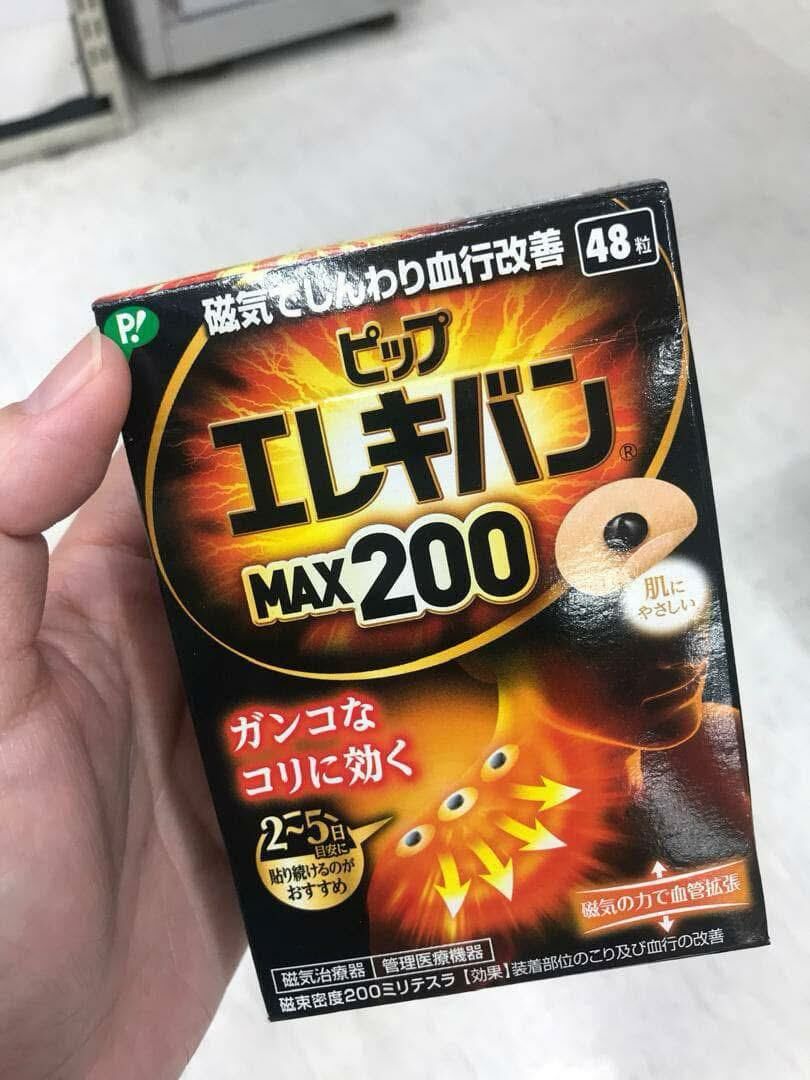 磁気でじんわり血行改善
48粒
P!
ピップ
エレキバン®
MAX200
肌に
やさしい
ガンコな
コリに効く
2〜5日
目安に
貼り続けるのが
おすすめ
磁気の力で血管拡張
磁気治療器 管理医療機器
磁束密度200ミリテスラ【効果】装着部位のこり及び血行の改善